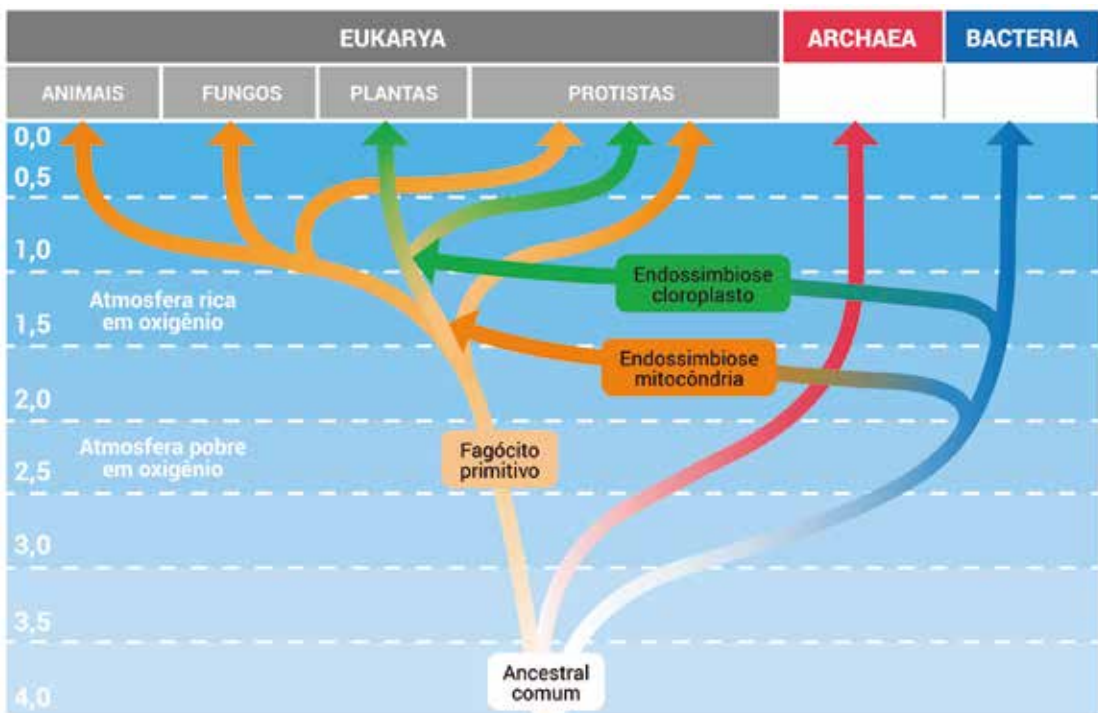 EUKARYA
ARCHAEA
BACTERIA
ANIMAIS
FUNGOS
PLANTAS
PROTISTAS
0,0
0,5
1,0
Endossimbiose
cloroplasto
Atmosfera rica
em oxigênio
1,5
Endossimbiose
mitocôndria
2,0
Atmosfera pobre
em oxigênio
Fagócito
primitivo
2,5
3,0
3,5
Ancestral
comum
4,0